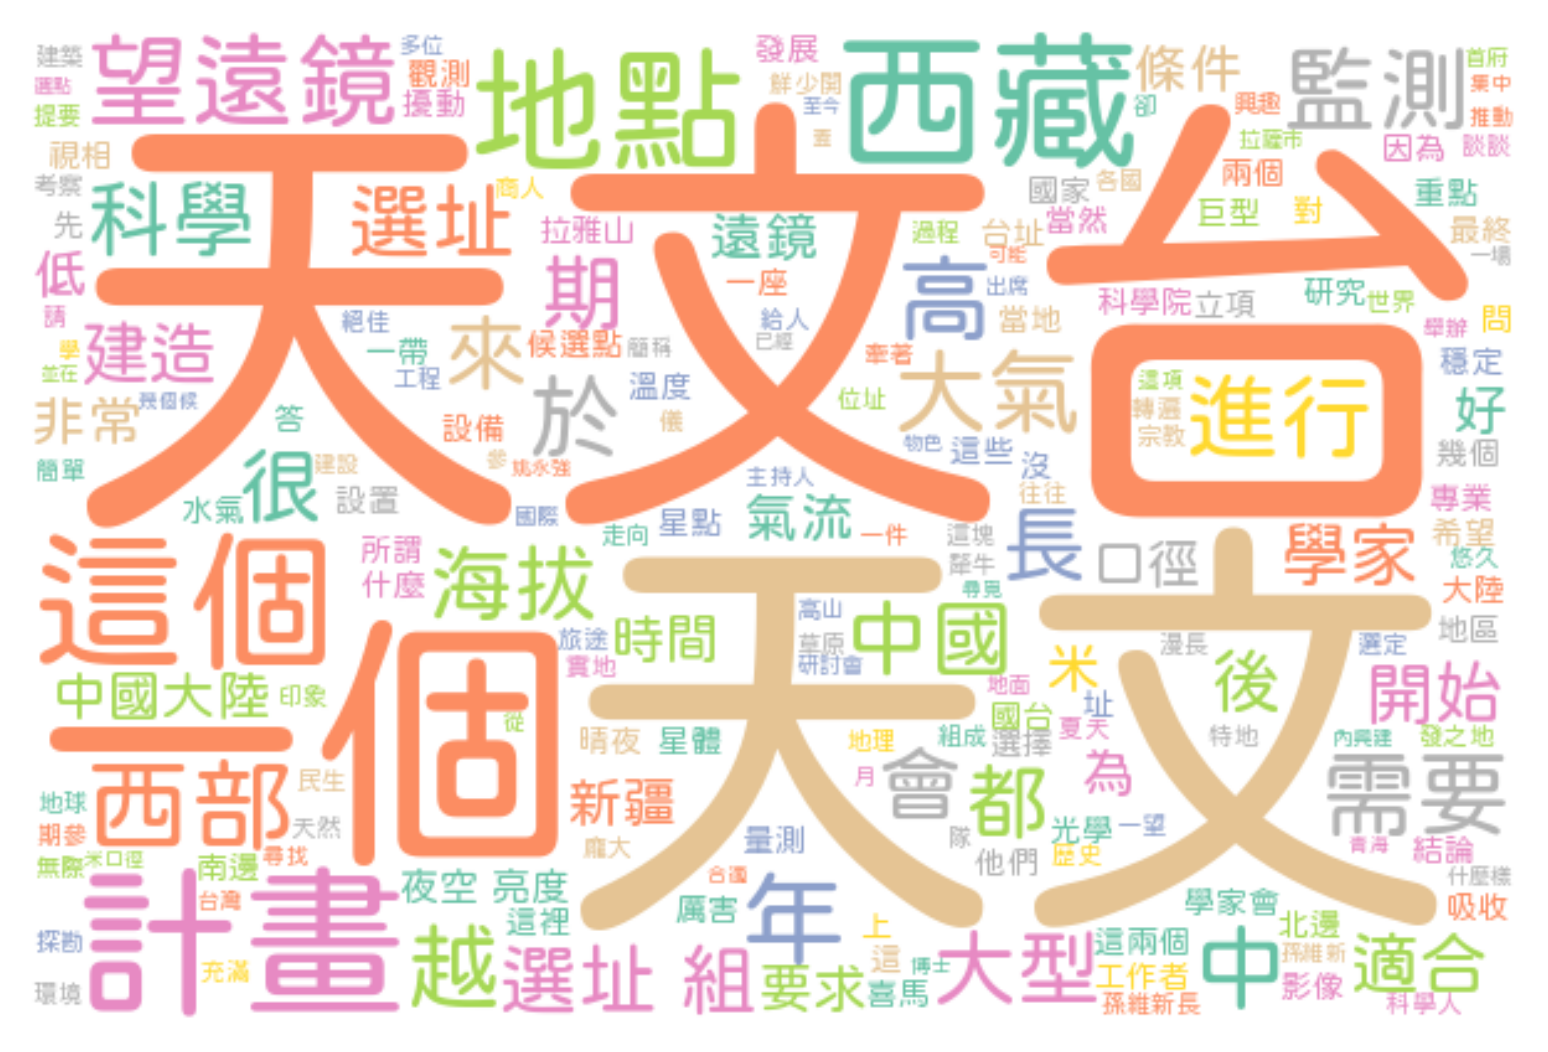 建築 望遠鏡 多位 地點 發展 西藏 條件 監測 首府
選點 觀測 鮮少開 興趣 集中
提要 擾動 至今 卻 推動
視相 天文台 蓋 拉薩市 因為 談談
考察 科學 選址 商人 國家 各國 兩個 重點
先 拉雅山 遠鏡 過程 台址 當然 巨型 對 最終
低 期 一座 高 可能 一場
請 絕佳 給人 出席 科學院 立項 研究 世界
學 建造 一帶 來 候選點 簡稱 已經 牽著 當地 舉辦 問
並在 工程 溫度 大氣 這項 進行 穩定
非常 幾個候 答 設備 於 儀 位址 轉遍 好
簡單 很 建設 參 姚永強 物色 這些 沒 宗教 幾個
水氣 設置 主持人 往往 專業
國際 走向 星點 氣流 一件 這塊 長 口徑 學家 希望
這個 所謂 什麼 海拔 犛牛 悠久
尋覓 大陸
旅途 時間 天文 高山 草原 中國 漫長 選定 地區
實地 研討會 米 後
中國大陸 印象 一個 從 地面 址 開始
晴夜 星體 地理 組成 國台 選擇 夏天 特地 內興建 發之地
西部 民生 新疆 月 會 都 為 需要
地球 天然 量測 隊 光學 一望
期參 尋找 龐大 他們 歷史 青海 結論
無際 米口徑 南邊 合適 什麼樣
計畫 台灣 夜空 亮度 厲害 年 學家會 吸收
探勘 這裡 上 這兩個 北邊
充滿 越 選址 組 要求 這 博士 大型 工作者 中 孫維新 適合
環境 喜馬 孫維新長 影像 科學人